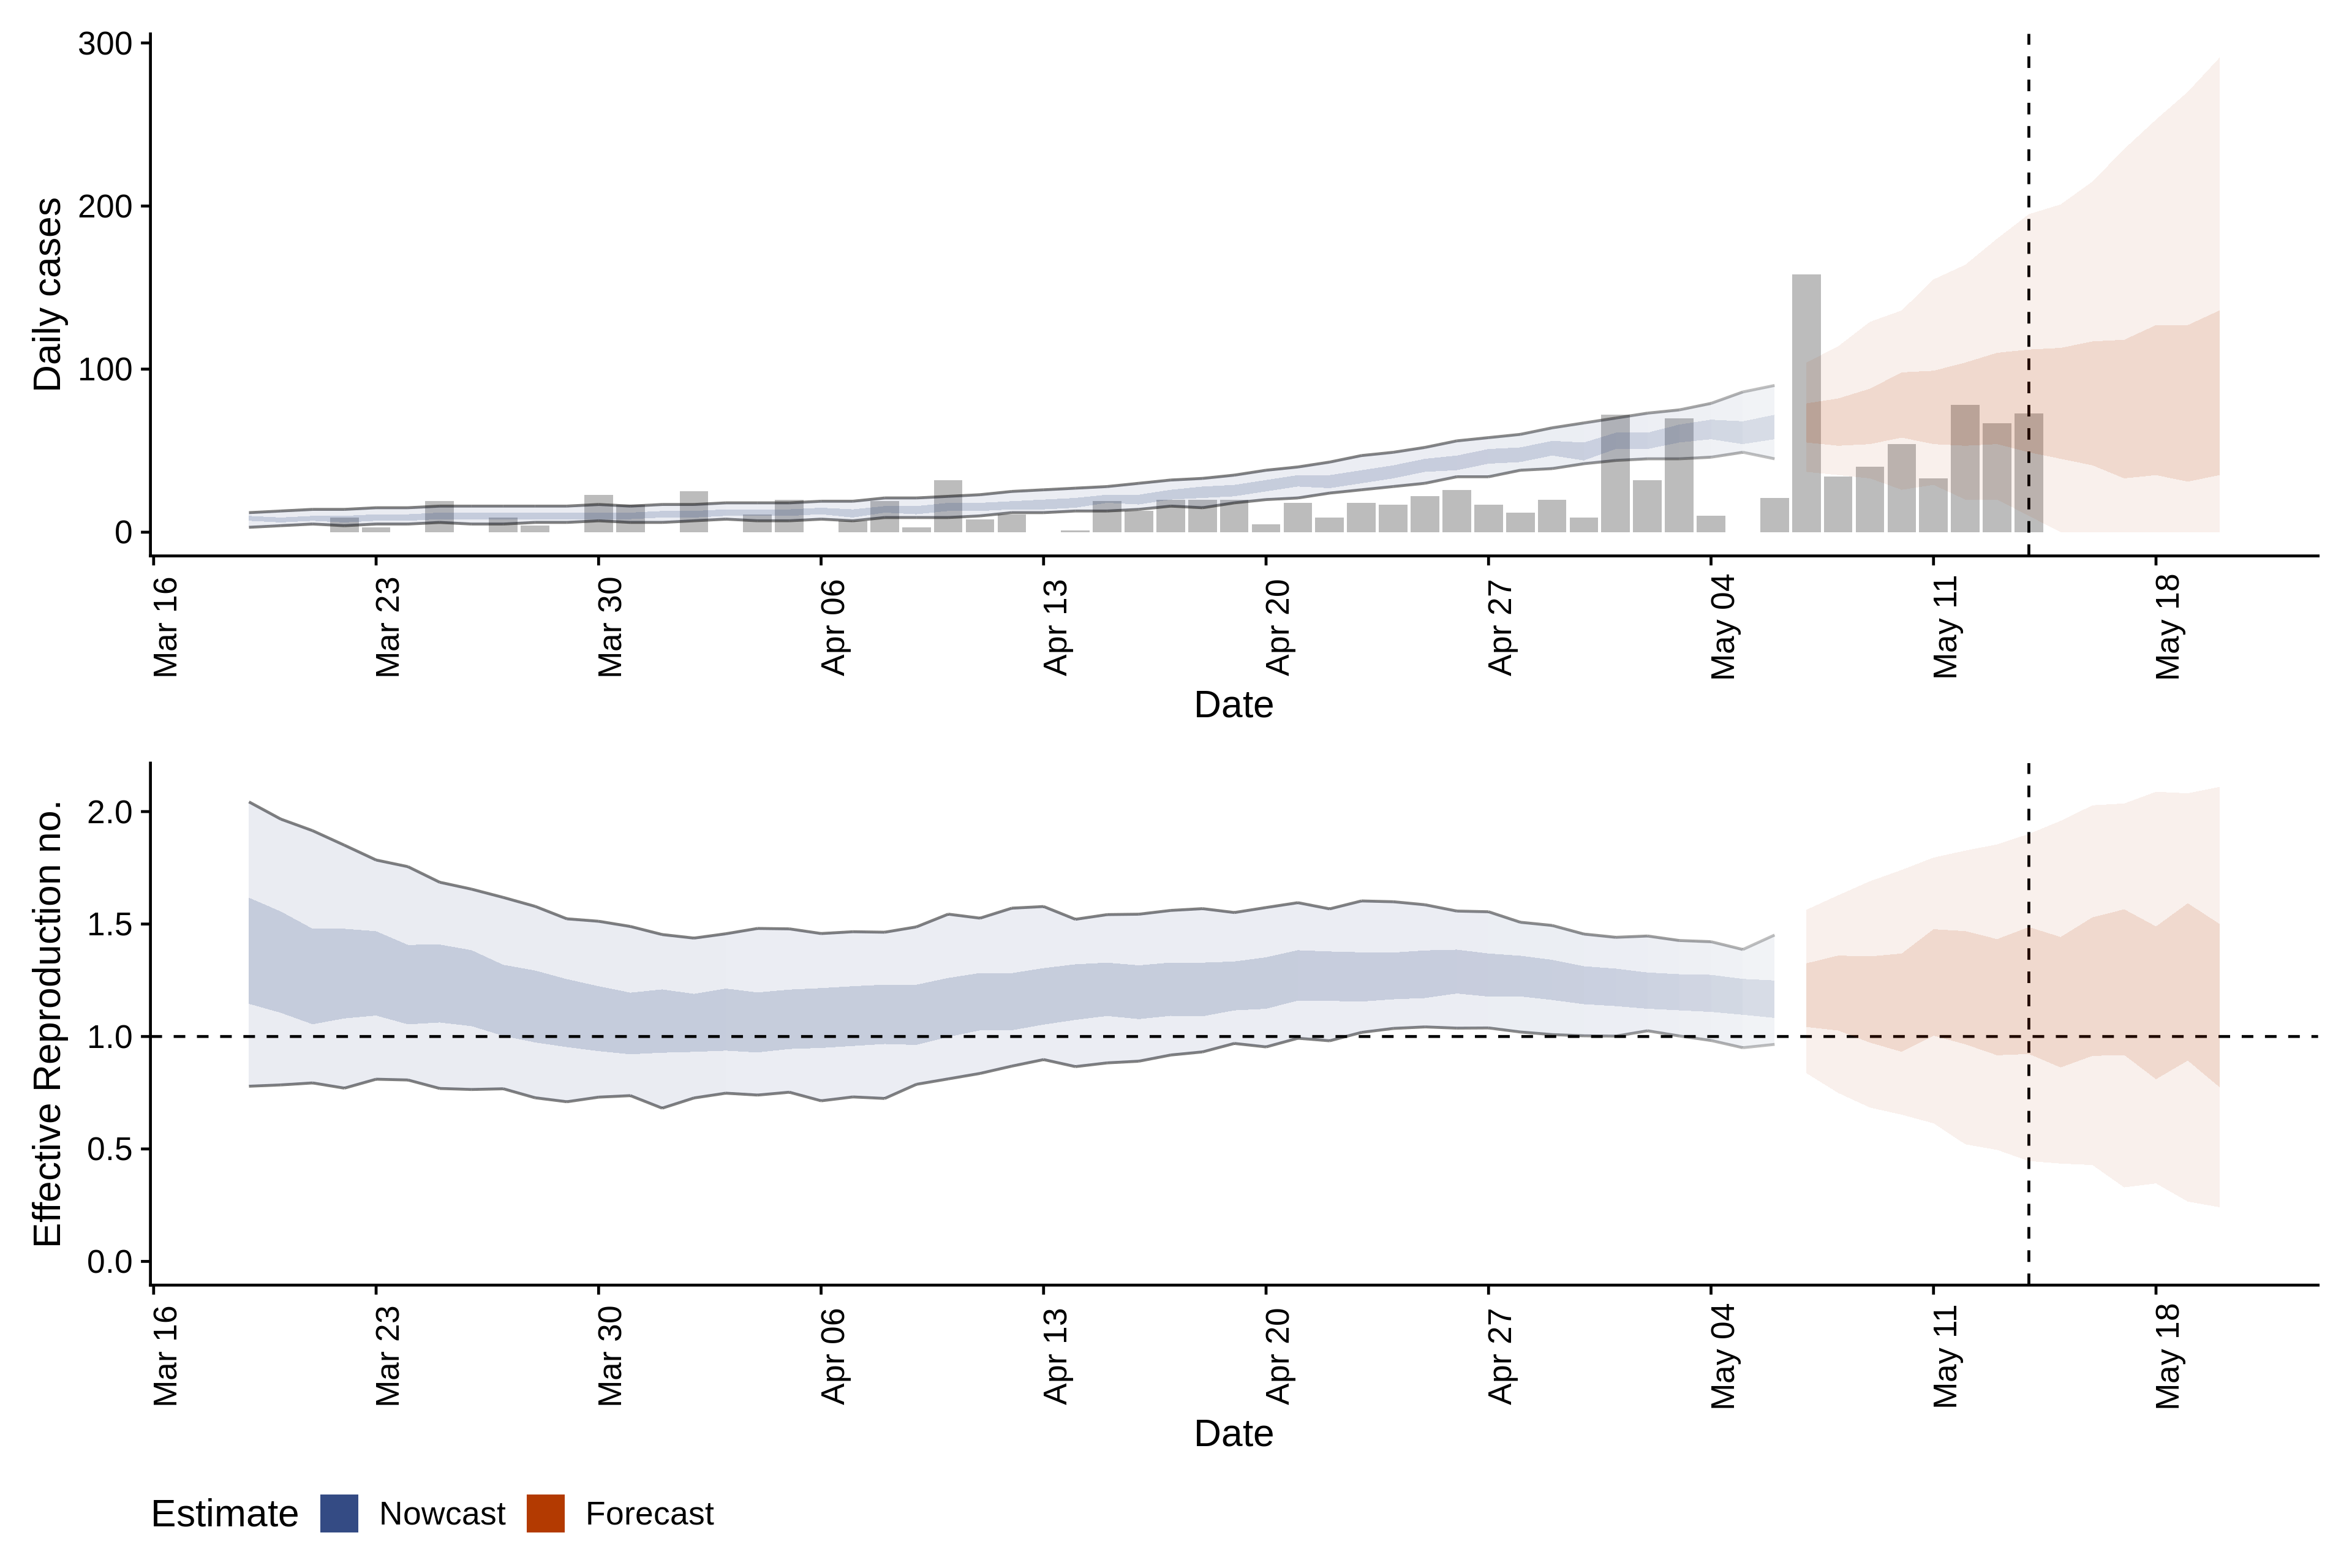 Daily cases
300
200
100
0
Mar 16
Mar 23
Mar 30
Apr 06
Apr 13
Apr 20
Apr 27
May 04
May 11
May 18
Date
Effective Reproduction no.
2.0
1.5
1.0
0.5
0.0
Mar 16
Mar 23
Mar 30
Apr 06
Apr 13
Apr 20
Apr 27
May 04
May 11
May 18
Date
Estimate Nowcast Forecast